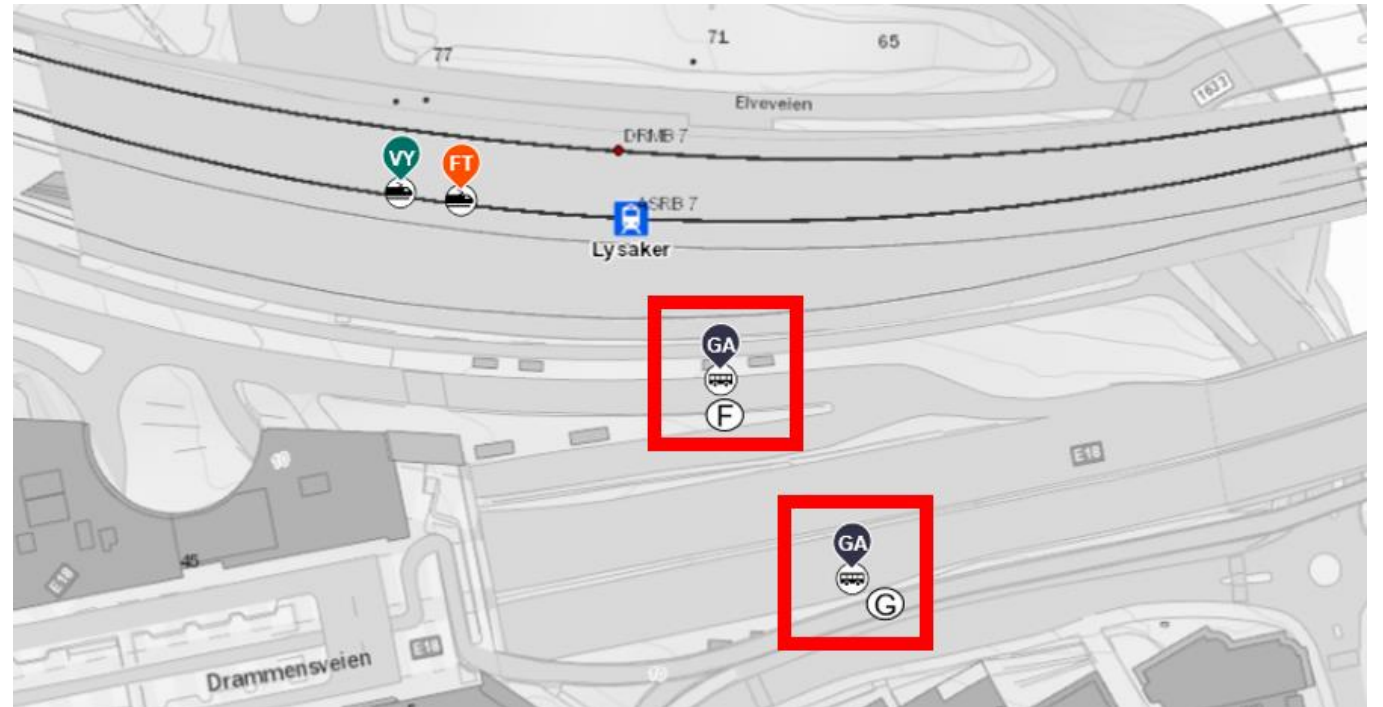 77
71
65
1633
Elveveien
DRMB 7
VY
FT
ASRB 7
Lysaker
GA
F
E18
GA
G
45
E18
E18
Drammensveien